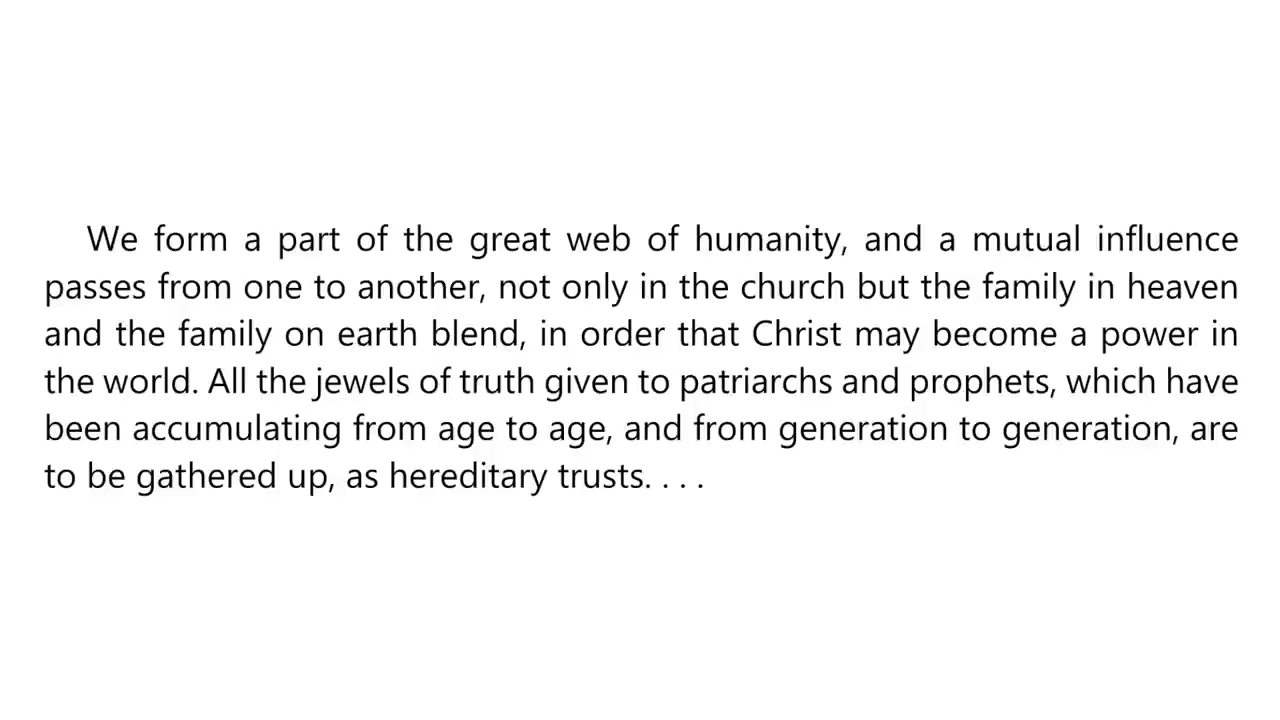 We form a part of the great web of humanity, and a mutual influence
passes from one to another, not only in the church but the family in heaven
and the family on earth blend, in order that Christ may become a power in
the world. All the jewels of truth given to patriarchs and prophets, which have
been accumulating from age to age, and from generation to generation, are
to be gathered up, as hereditary trusts. . . .